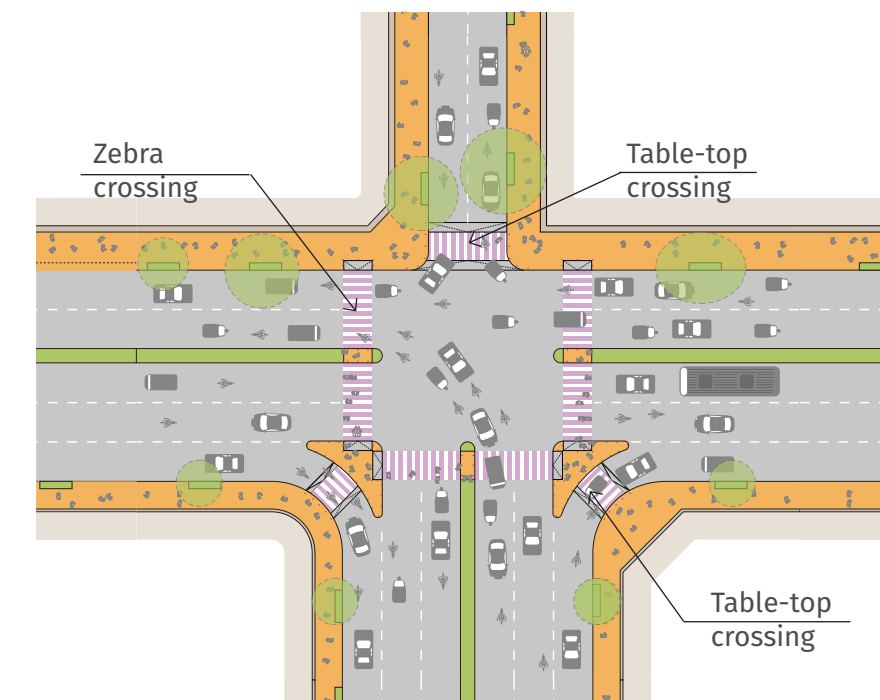 Zebra
crossing
Table-top
crossing
Table-top
crossing